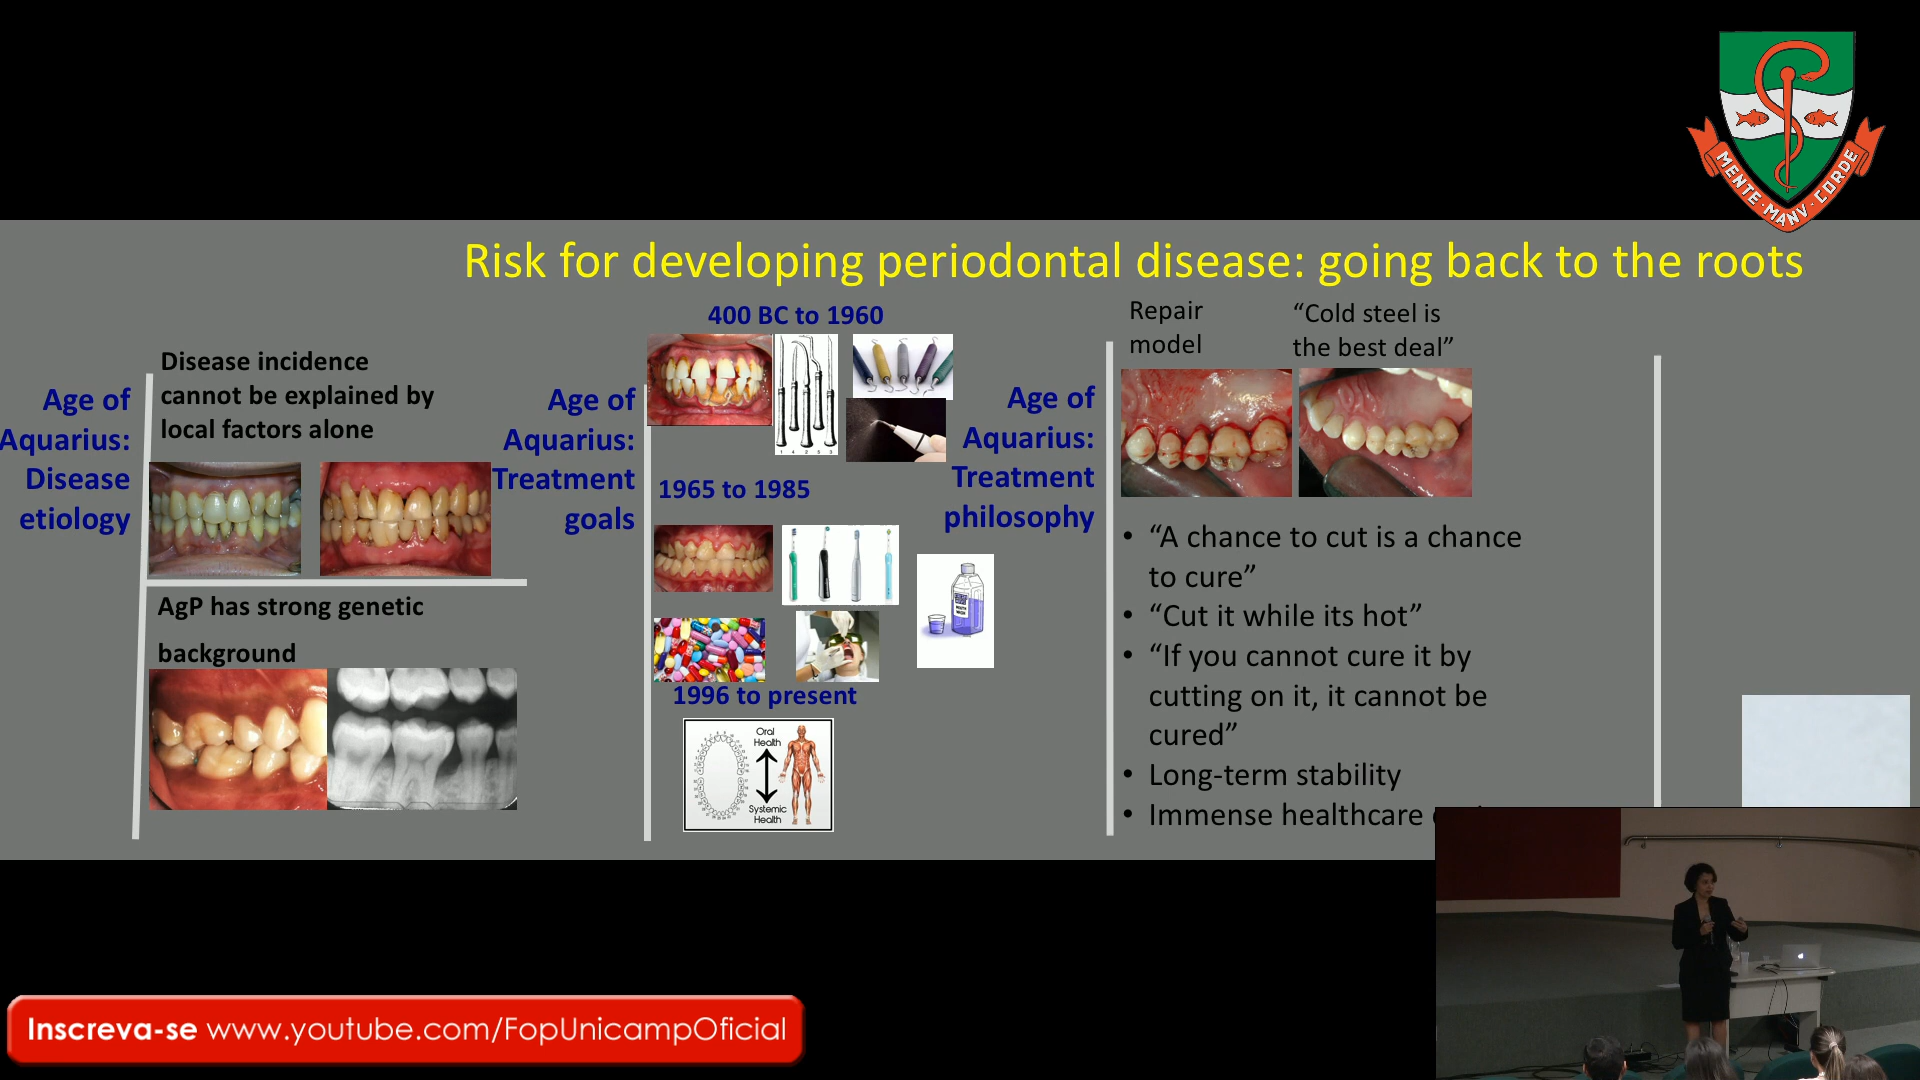 MENTE · MANV · CORDE
Risk for developing periodontal disease: going back to the roots
Age of
Aquarius:
Disease
etiology
Disease incidence
cannot be explained by
local factors alone
AgP has strong genetic
background
Age of
Aquarius:
Treatment
goals
400 BC to 1960
1 4 2 5 3
1965 to 1985
1996 to present
Oral
Health
Systemic
Health
Age of
Aquarius:
Treatment
philosophy
Repair
model
“Cold steel is
the best deal”
• “A chance to cut is a chance
to cure”
• “Cut it while its hot”
• “If you cannot cure it by
cutting on it, it cannot be
cured”
• Long-term stability
• Immense healthcare
Inscreva-se www.youtube.com/FopUnicampOficial